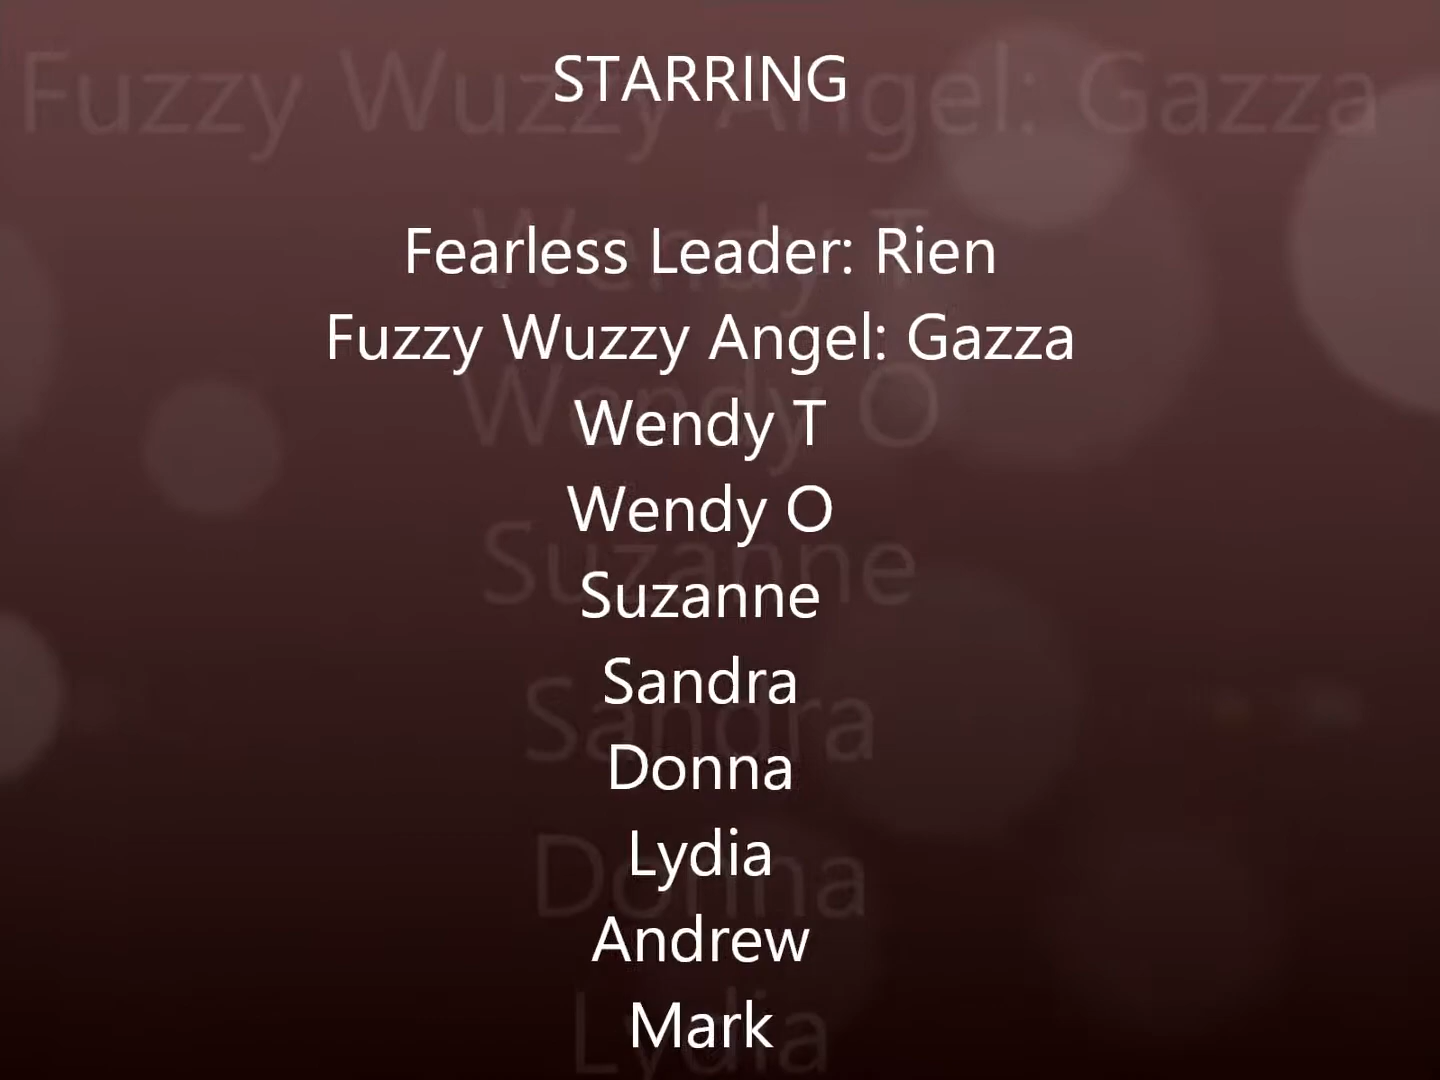 STARRING
Fearless Leader: Rien
Fuzzy Wuzzy Angel: Gazza
Wendy T
Wendy O
Suzanne
Sandra
Donna
Lydia
Andrew
Mark